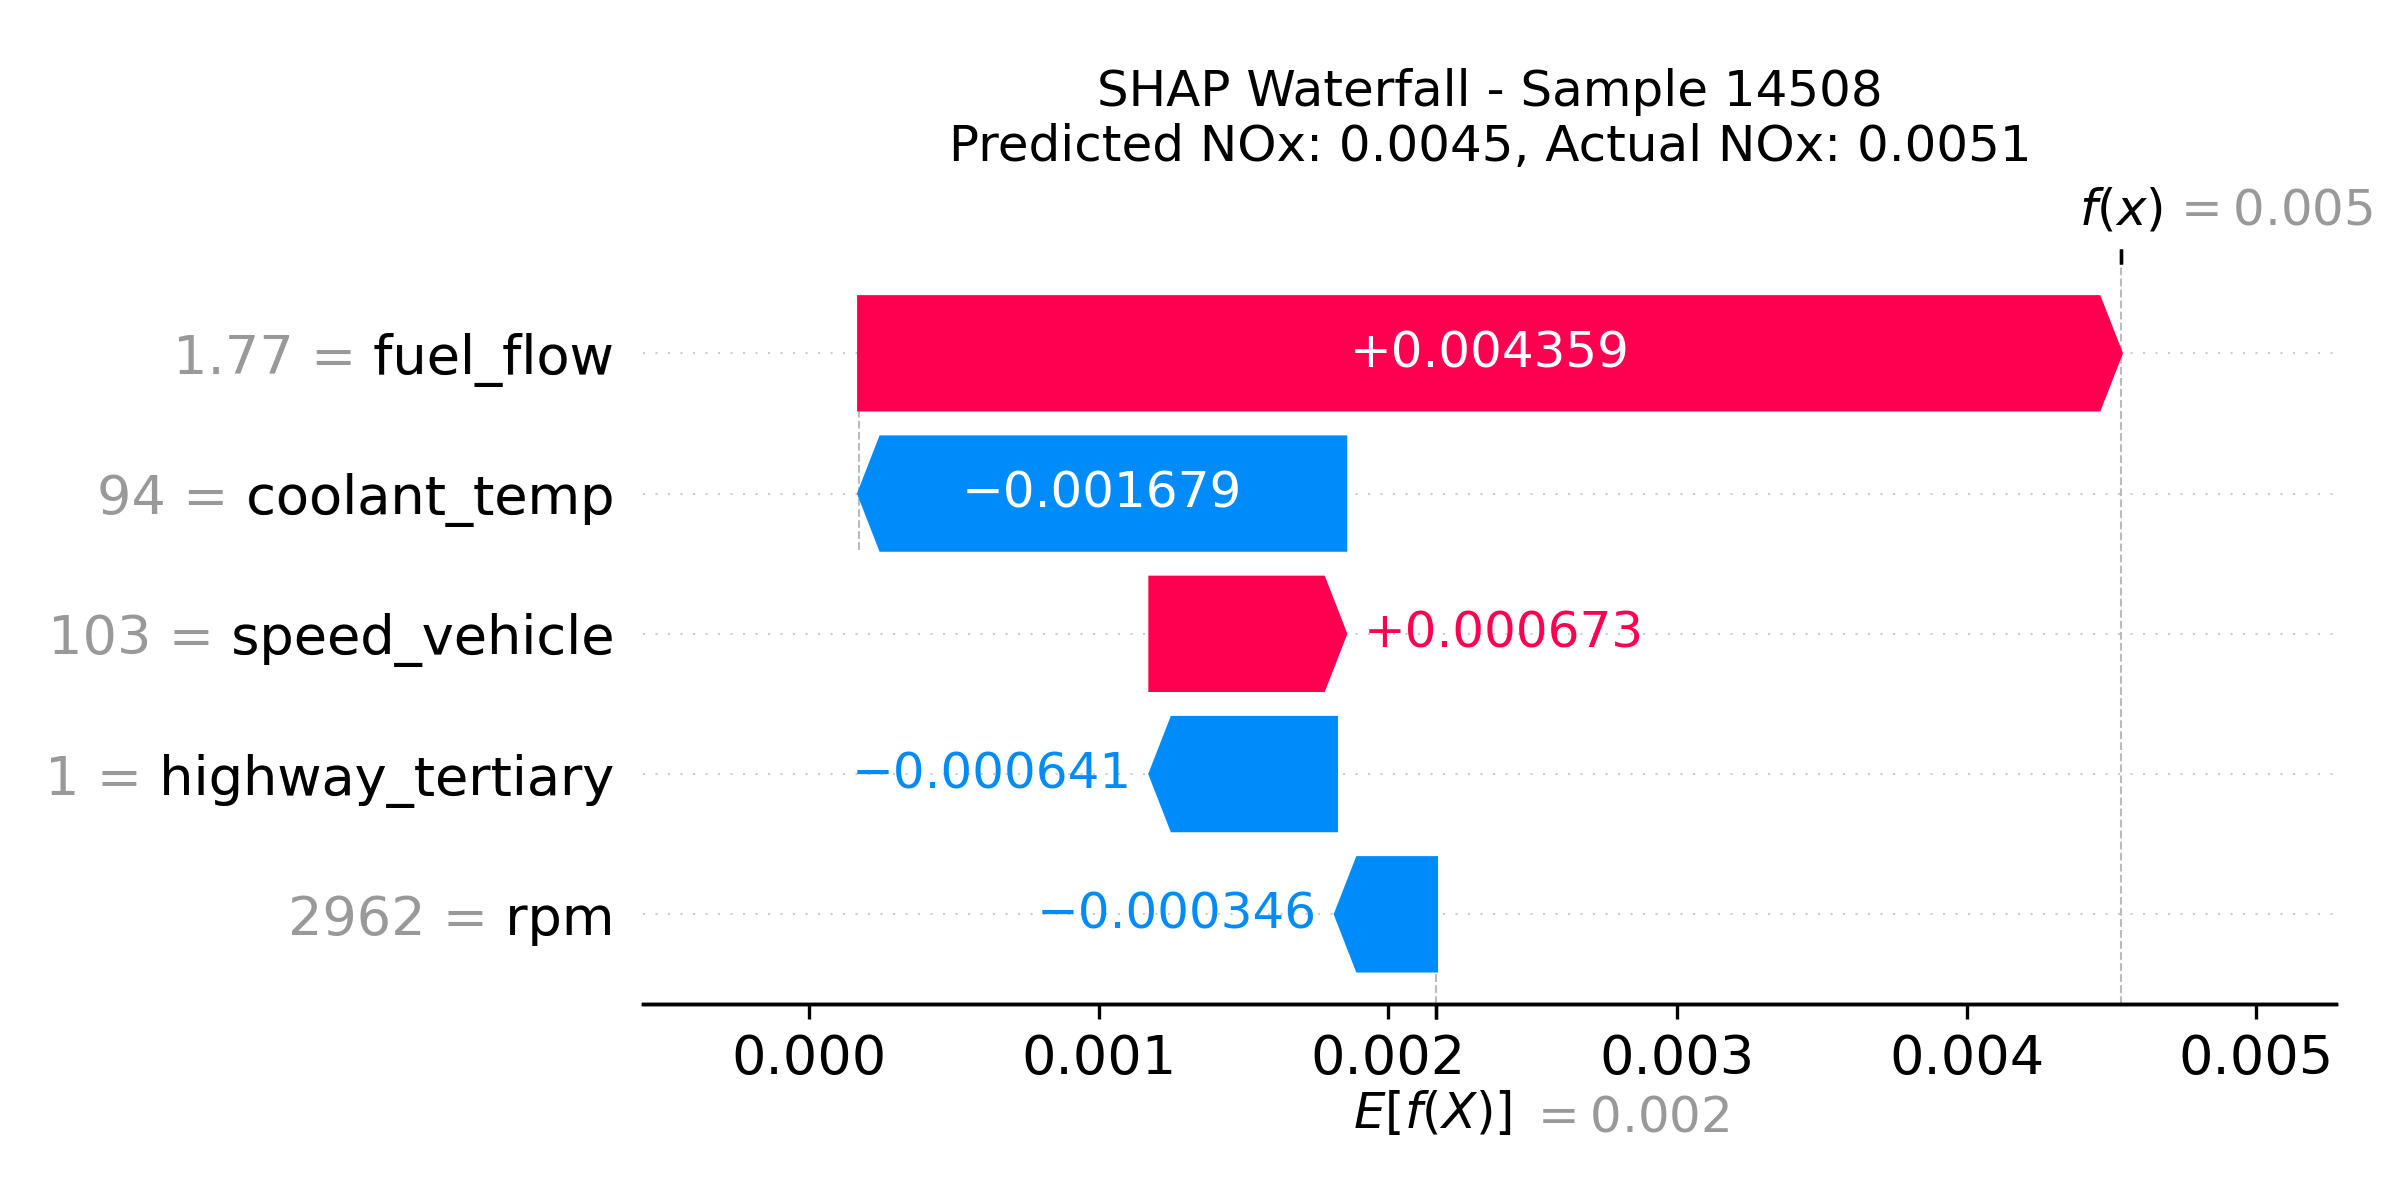 SHAP Waterfall - Sample 14508
Predicted NOx: 0.0045, Actual NOx: 0.0051
f(x) = 0.005
1.77 = fuel_flow
+0.004359
94 = coolant_temp
−0.001679
103 = speed_vehicle
+0.000673
1 = highway_tertiary
−0.000641
2962 = rpm
−0.000346
0.000 0.001 0.002 0.003 0.004 0.005
E[f(X)] = 0.002